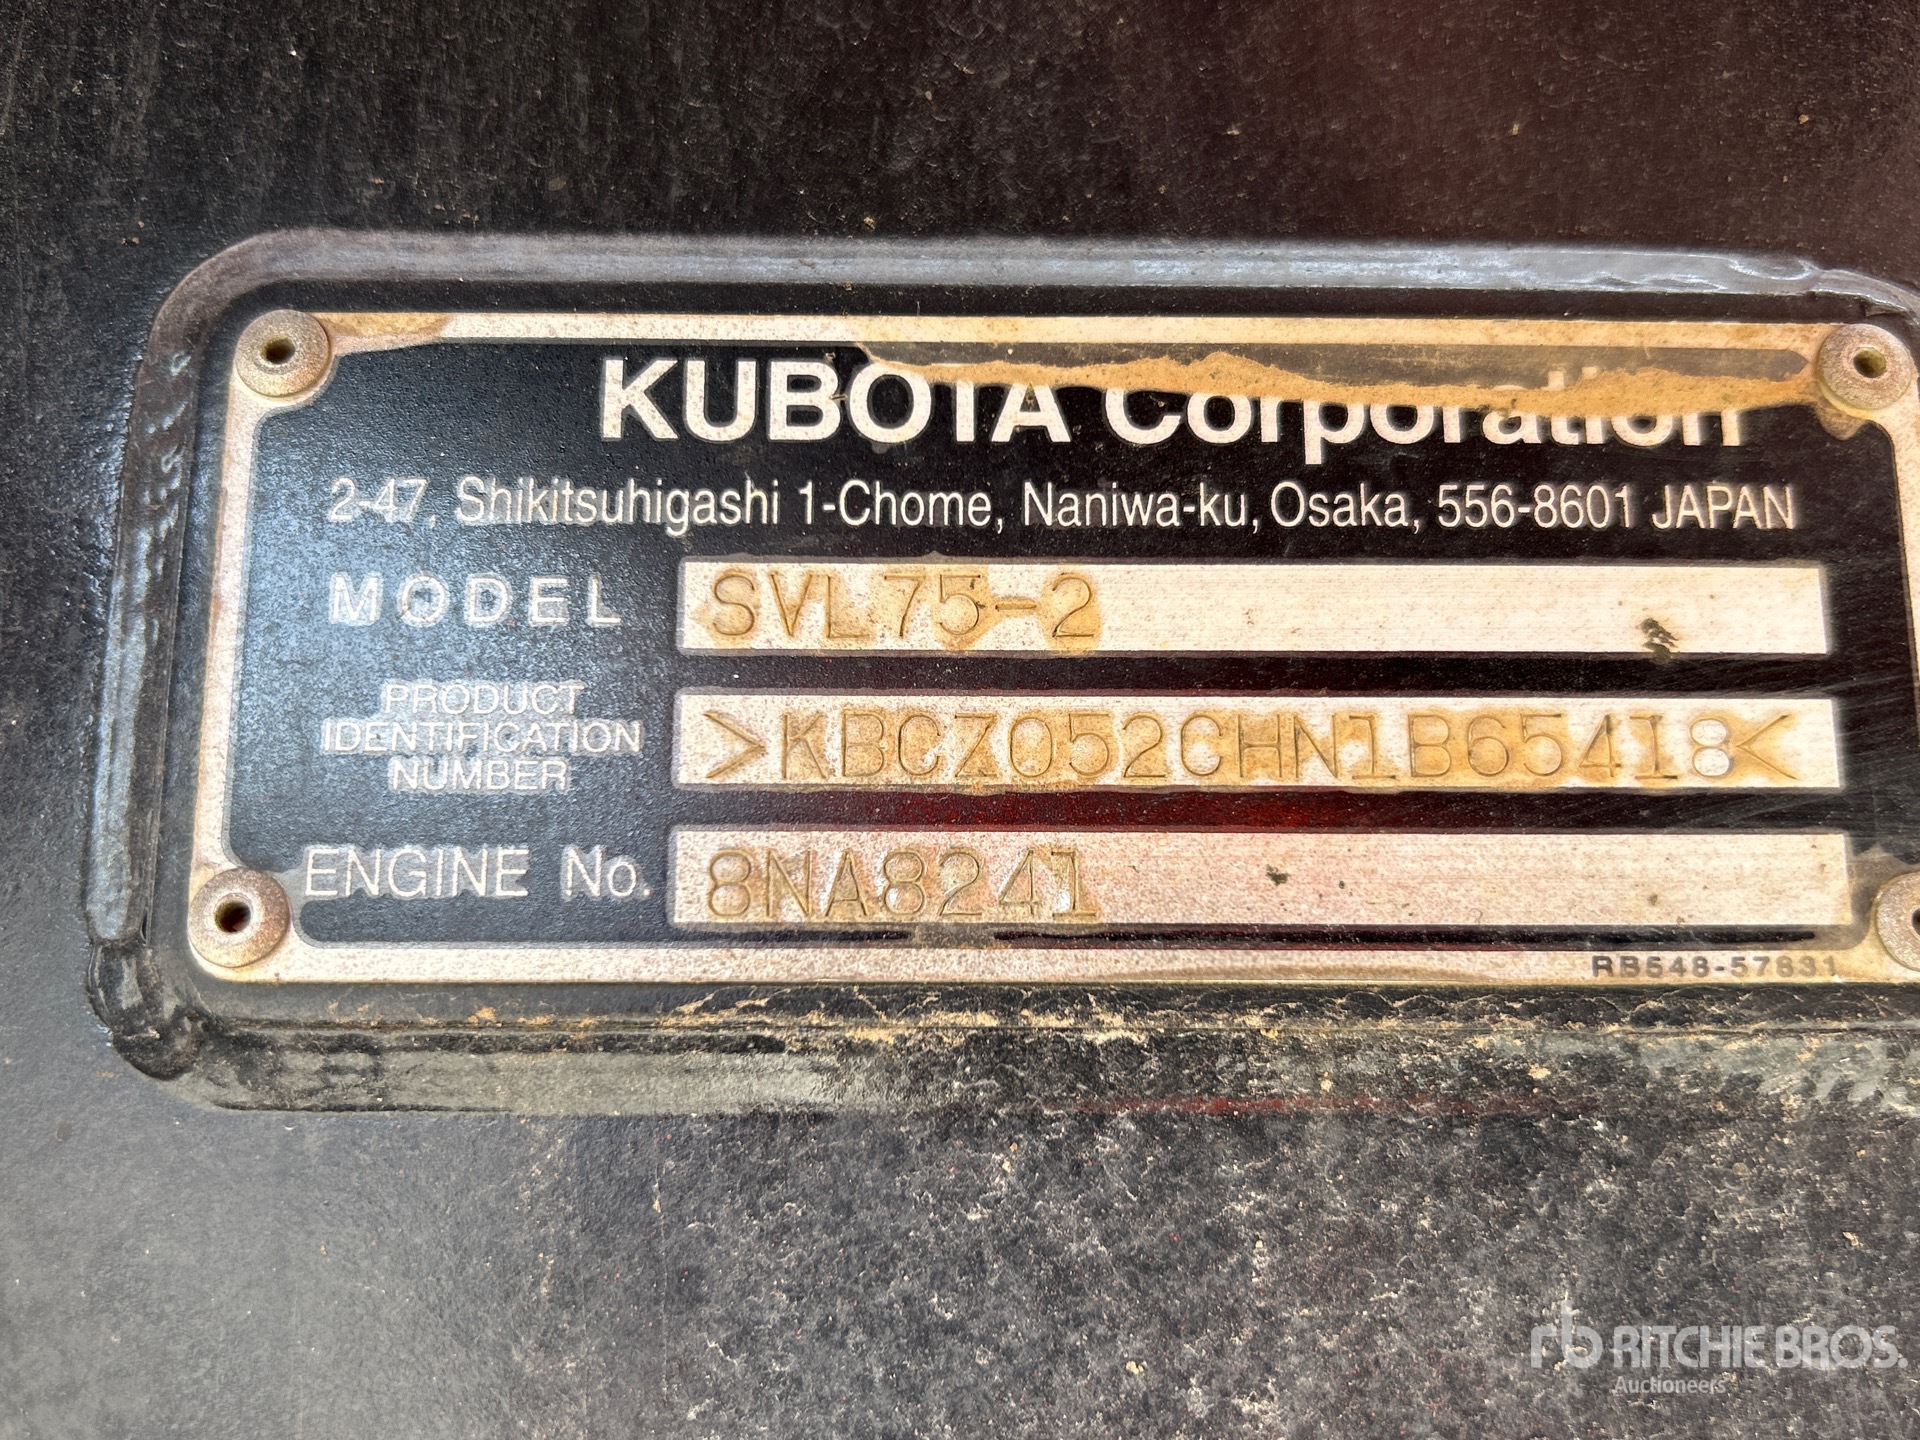 KUBOTA Corporation
2-47, Shikitsuhigashi 1-Chome, Naniwa-ku, Osaka, 556-8601 JAPAN
MODEL SVL75-2
PRODUCT
IDENTIFICATION
NUMBER
>KBCZ052CHN1B65418<
ENGINE No. 8NA8241
RB548-57831
rb RITCHIE BROS.
Auctioneers